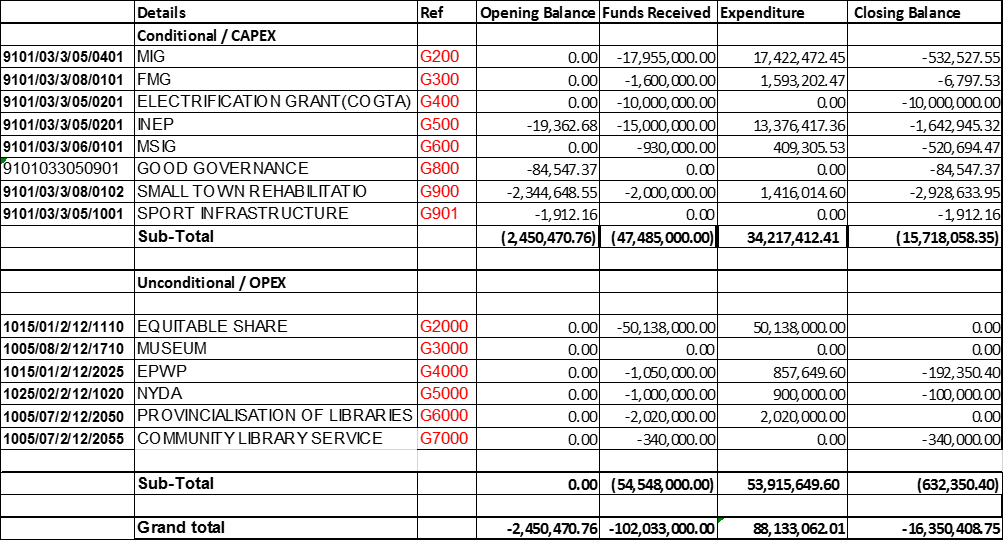 Details Ref Opening Balance Funds Received Expenditure Closing Balance
Conditional / CAPEX
9101/03/3/05/0401 MIG G200 0.00 -17,955,000.00 17,422,472.45 -532,527.55
9101/03/3/08/0101 FMG G300 0.00 -1,600,000.00 1,593,202.47 -6,797.53
9101/03/3/05/0201 ELECTRIFICATION GRANT(COGTA) G400 0.00 -10,000,000.00 0.00 -10,000,000.00
9101/03/3/05/0201 INEP G500 -19,362.68 -15,000,000.00 13,376,417.36 -1,642,945.32
9101/03/3/06/0101 MSIG G600 0.00 -930,000.00 409,305.53 -520,694.47
9101033050901 GOOD GOVERNANCE G800 -84,547.37 0.00 0.00 -84,547.37
9101/03/3/08/0102 SMALL TOWN REHABILITATIO G900 -2,344,648.55 -2,000,000.00 1,416,014.60 -2,928,633.95
9101/03/3/05/1001 SPORT INFRASTRUCTURE G901 -1,912.16 0.00 0.00 -1,912.16
Sub-Total (2,450,470.76) (47,485,000.00) 34,217,412.41 (15,718,058.35)
Unconditional / OPEX
1015/01/2/12/1110 EQUITABLE SHARE G2000 0.00 -50,138,000.00 50,138,000.00 0.00
1005/08/2/12/1710 MUSEUM G3000 0.00 0.00 0.00 0.00
1015/01/2/12/2025 EPWP G4000 0.00 -1,050,000.00 857,649.60 -192,350.40
1025/02/2/12/1020 NYDA G5000 0.00 -1,000,000.00 900,000.00 -100,000.00
1005/07/2/12/2050 PROVINCIALISATION OF LIBRARIES G6000 0.00 -2,020,000.00 2,020,000.00 0.00
1005/07/2/12/2055 COMMUNITY LIBRARY SERVICE G7000 0.00 -340,000.00 0.00 -340,000.00
Sub-Total 0.00 (54,548,000.00) 53,915,649.60 (632,350.40)
Grand total -2,450,470.76 -102,033,000.00 88,133,062.01 -16,350,408.75